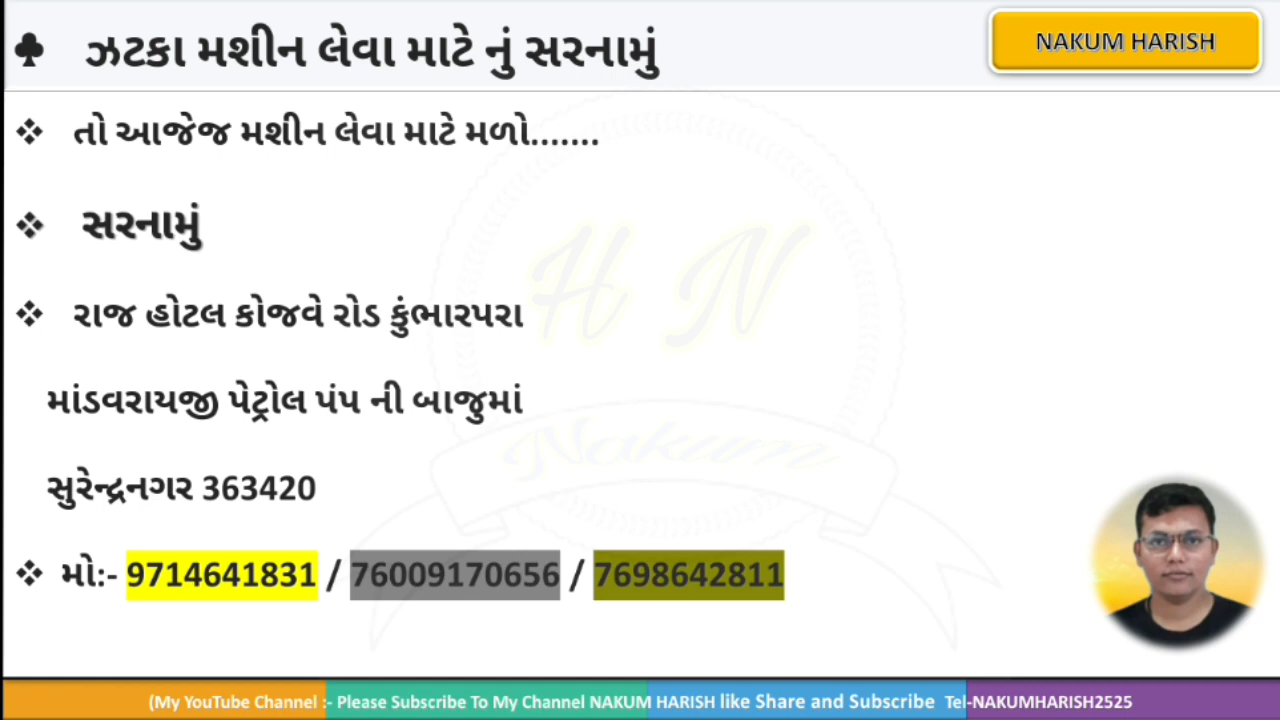 ♣ ઝટકા મશીન લેવા માટે નું સરનામું
NAKUM HARISH
❖ તો આજેજ મશીન લેવા માટે મળો.......
❖ સરનામું
❖ રાજ હોટલ કોજવે રોડ કુંભારપરા
માંડવરાયજી પેટ્રોલ પંપ ની બાજુમાં
સુરેન્દ્રનગર 363420
❖ મો:- 9714641831 / 76009170656 / 7698642811
H N
Nakum
(My YouTube Channel :- Please Subscribe To My Channel NAKUM HARISH like Share and Subscribe Tel-NAKUMHARISH2525